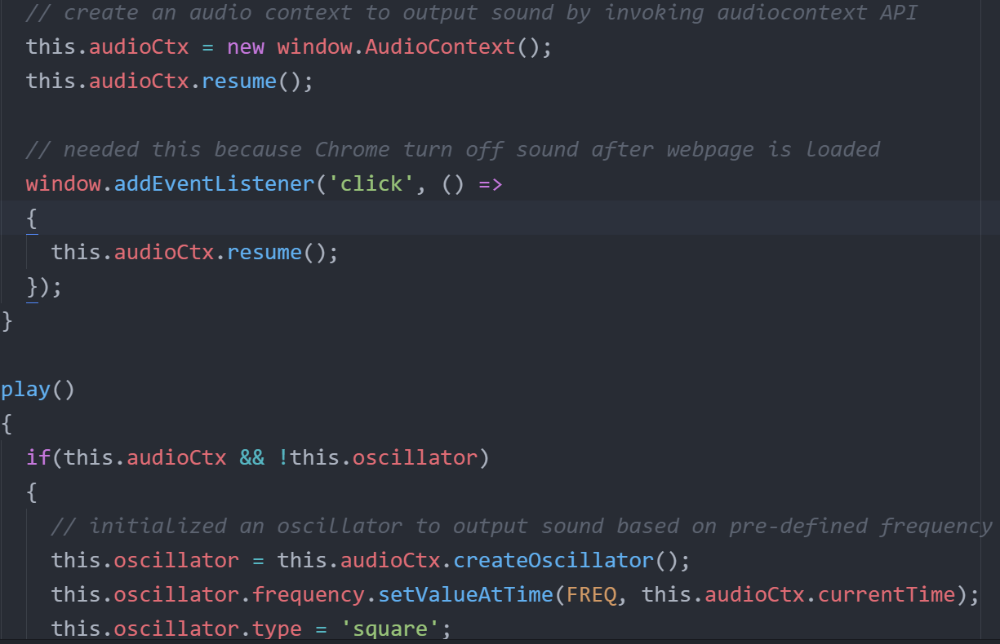 // create an audio context to output sound by invoking audiocontext API
this.audioCtx = new window.AudioContext();
this.audioCtx.resume();
// needed this because Chrome turn off sound after webpage is loaded
window.addEventListener('click', () =>
{
this.audioCtx.resume();
});
}
play()
{
if(this.audioCtx && !this.oscillator)
{
// initialized an oscillator to output sound based on pre-defined frequency
this.oscillator = this.audioCtx.createOscillator();
this.oscillator.frequency.setValueAtTime(FREQ, this.audioCtx.currentTime);
this.oscillator.type = 'square';